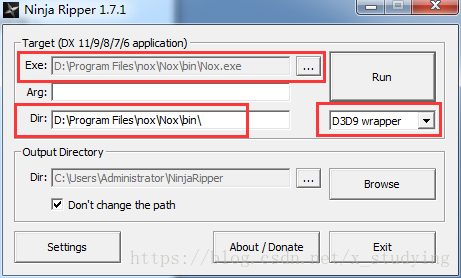 Ninja Ripper 1.7.1
Target (DX 11/9/8/7/6 application)
Exe: D:\Program Files\nox\Nox\bin\Nox.exe ...
Run
Arg:
Dir: D:\Program Files\nox\Nox\bin\ D3D9 wrapper
Output Directory
Dir: C:\Users\Administrator\NinjaRipper ... Browse
Don't change the path
Settings About / Donate Exit
https://blog.csdn.net/x_studying